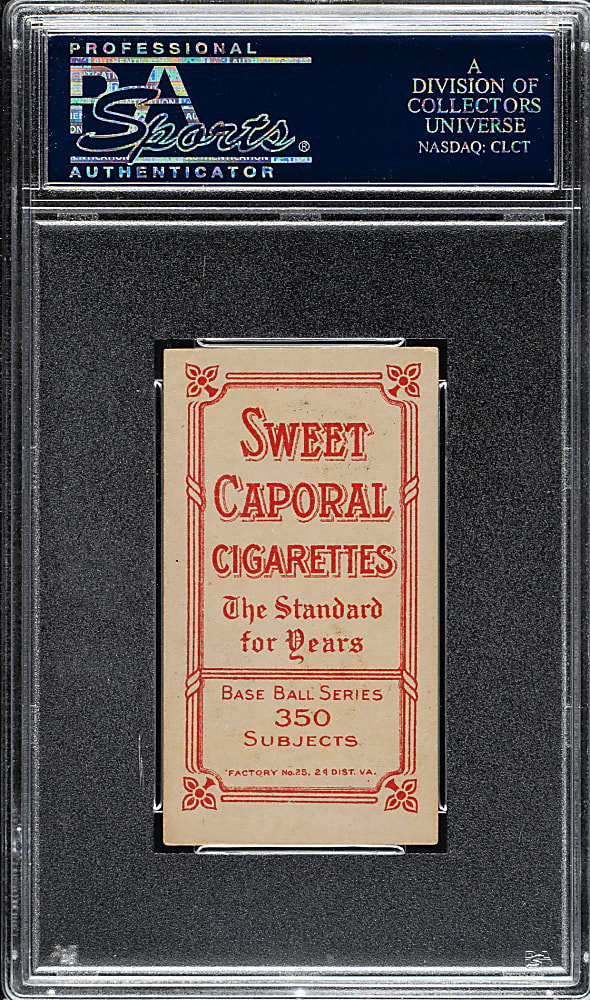 PROFESSIONAL
PSA
Sports®
AUTHENTICATOR
A
DIVISION OF
COLLECTORS
UNIVERSE
NASDAQ: CLCT
SWEET
CAPORAL
CIGARETTES
The Standard
for Years
BASE BALL SERIES
350
SUBJECTS
FACTORY No. 25, 2d DIST. VA.
PSA